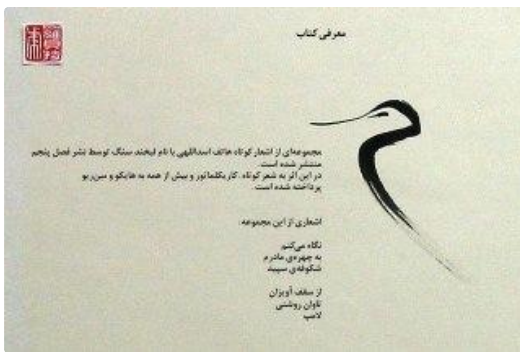 معرفی کتاب
مجموعه‌ای از اشعار کوتاه هاتف اسداللهی با نام لبخند سنگ توسط نشر فصل پنجم
منتشر شده است.
در این اثر به شعر کوتاه، کاریکلماتور و بیش از همه به هایکو و سن‌ریو
پرداخته شده است.
اشعاری از این مجموعه:
نگاه می‌کنم
به چهره‌ی مادرم
شکوفه‌ی سپید
از سقف آویزان
تاوان روشنی
لامپ